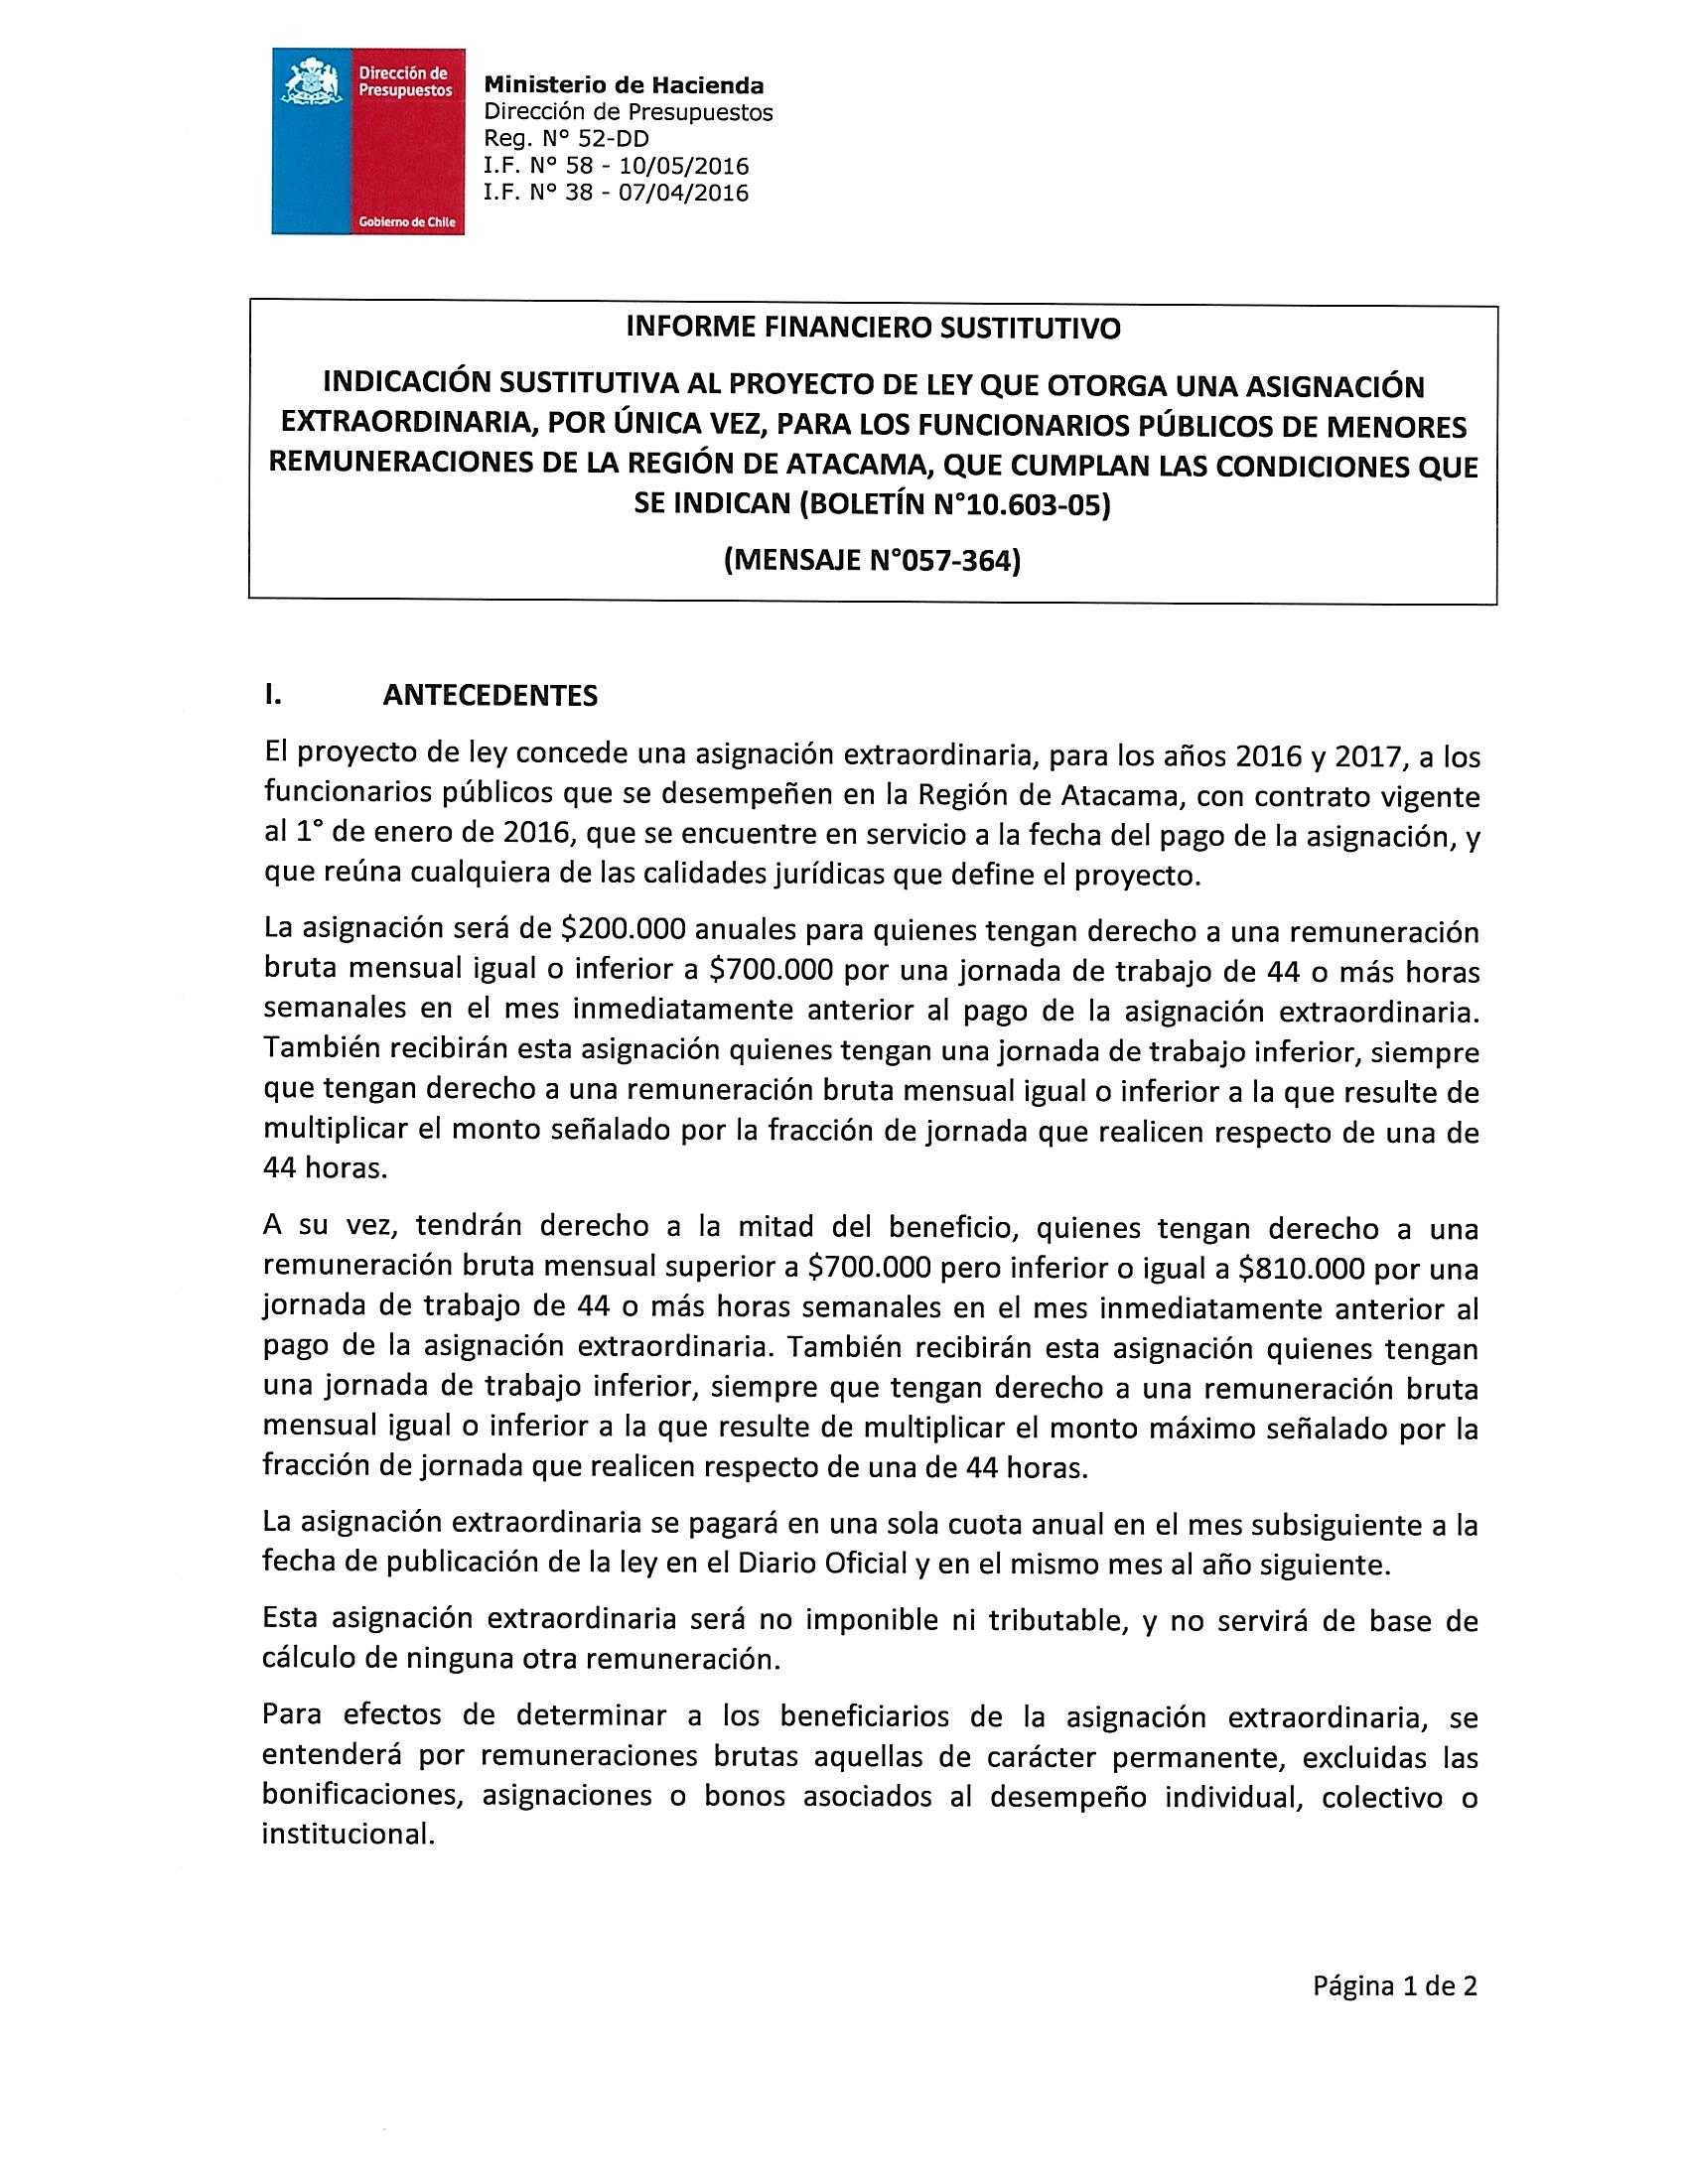 Dirección de
Presupuestos
Gobierno de Chile
Ministerio de Hacienda
Dirección de Presupuestos
Reg. Nº 52-DD
I.F. Nº 58 - 10/05/2016
I.F. Nº 38 - 07/04/2016
INFORME FINANCIERO SUSTITUTIVO
INDICACIÓN SUSTITUTIVA AL PROYECTO DE LEY QUE OTORGA UNA ASIGNACIÓN
EXTRAORDINARIA, POR ÚNICA VEZ, PARA LOS FUNCIONARIOS PÚBLICOS DE MENORES
REMUNERACIONES DE LA REGIÓN DE ATACAMA, QUE CUMPLAN LAS CONDICIONES QUE
SE INDICAN (BOLETÍN N°10.603-05)
(MENSAJE N°057-364)
I. ANTECEDENTES
El proyecto de ley concede una asignación extraordinaria, para los años 2016 y 2017, a los
funcionarios públicos que se desempeñen en la Región de Atacama, con contrato vigente
al 1° de enero de 2016, que se encuentre en servicio a la fecha del pago de la asignación, y
que reúna cualquiera de las calidades jurídicas que define el proyecto.
La asignación será de $200.000 anuales para quienes tengan derecho a una remuneración
bruta mensual igual o inferior a $700.000 por una jornada de trabajo de 44 o más horas
semanales en el mes inmediatamente anterior al pago de la asignación extraordinaria.
También recibirán esta asignación quienes tengan una jornada de trabajo inferior, siempre
que tengan derecho a una remuneración bruta mensual igual o inferior a la que resulte de
multiplicar el monto señalado por la fracción de jornada que realicen respecto de una de
44 horas.
A su vez, tendrán derecho a la mitad del beneficio, quienes tengan derecho a una
remuneración bruta mensual superior a $700.000 pero inferior o igual a $810.000 por una
jornada de trabajo de 44 o más horas semanales en el mes inmediatamente anterior al
pago de la asignación extraordinaria. También recibirán esta asignación quienes tengan
una jornada de trabajo inferior, siempre que tengan derecho a una remuneración bruta
mensual igual o inferior a la que resulte de multiplicar el monto máximo señalado por la
fracción de jornada que realicen respecto de una de 44 horas.
La asignación extraordinaria se pagará en una sola cuota anual en el mes subsiguiente a la
fecha de publicación de la ley en el Diario Oficial y en el mismo mes al año siguiente.
Esta asignación extraordinaria será no imponible ni tributable, y no servirá de base de
cálculo de ninguna otra remuneración.
Para efectos de determinar a los beneficiarios de la asignación extraordinaria, se
entenderá por remuneraciones brutas aquellas de carácter permanente, excluidas las
bonificaciones, asignaciones o bonos asociados al desempeño individual, colectivo o
institucional.
Página 1 de 2